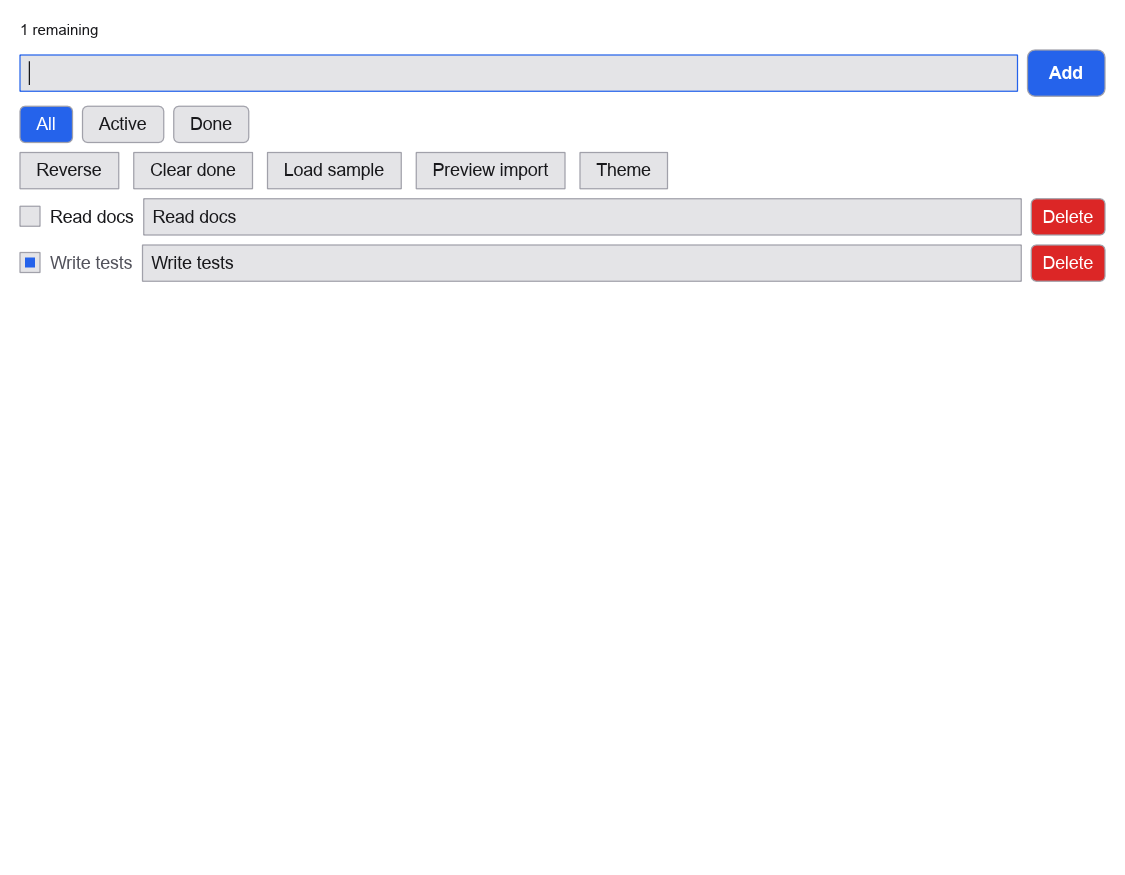 1 remaining
Add
All Active Done
Reverse Clear done Load sample Preview import Theme
Read docs Read docs Delete
Write tests Write tests Delete